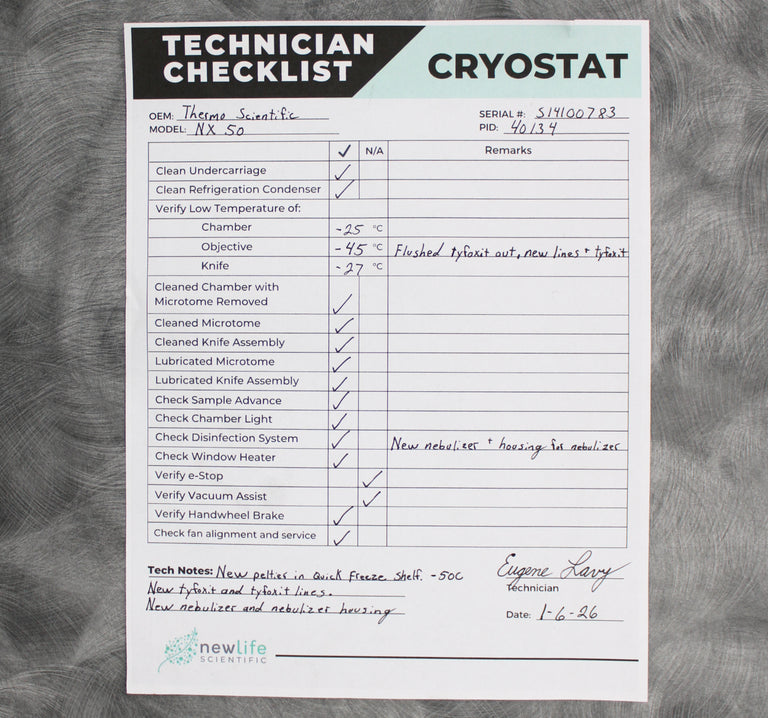 TECHNICIAN
CHECKLIST
CRYOSTAT
OEM: Thermo Scientific
SERIAL #: S14100783
MODEL: NX 50
PID: 40134
✓ N/A Remarks
Clean Undercarriage ✓
Clean Refrigeration Condenser ✓
Verify Low Temperature of:
Chamber -25 °C
Objective -45 °C Flushed tyfoxit out, new lines + tyfoxit
Knife -27 °C
Cleaned Chamber with
Microtome Removed ✓
Cleaned Microtome ✓
Cleaned Knife Assembly ✓
Lubricated Microtome ✓
Lubricated Knife Assembly ✓
Check Sample Advance ✓
Check Chamber Light ✓
Check Disinfection System ✓ New nebulizer + housing for nebulizer
Check Window Heater ✓
Verify e-Stop ✓
Verify Vacuum Assist ✓
Verify Handwheel Brake ✓
Check fan alignment and service ✓
Tech Notes: New peltier in Quick Freeze Shelf. -50C
New tyfoxit and tyfoxit lines.
New nebulizer and nebulizer housing
Eugene Lavy
Technician
Date: 1-6-26
newlife
SCIENTIFIC